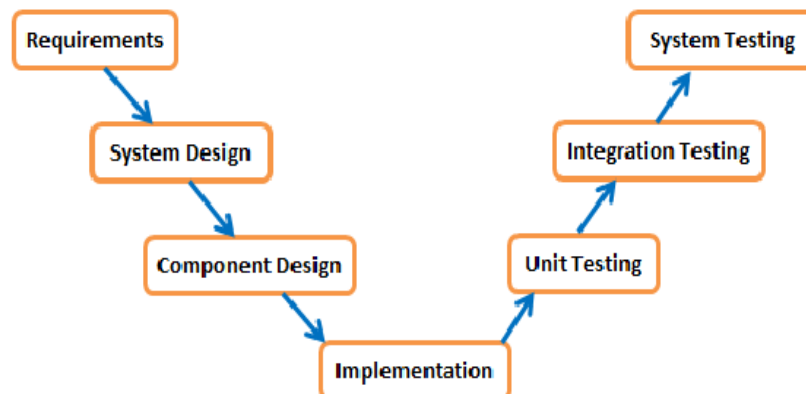 Requirements
System Testing
System Design
Integration Testing
Component Design
Unit Testing
Implementation